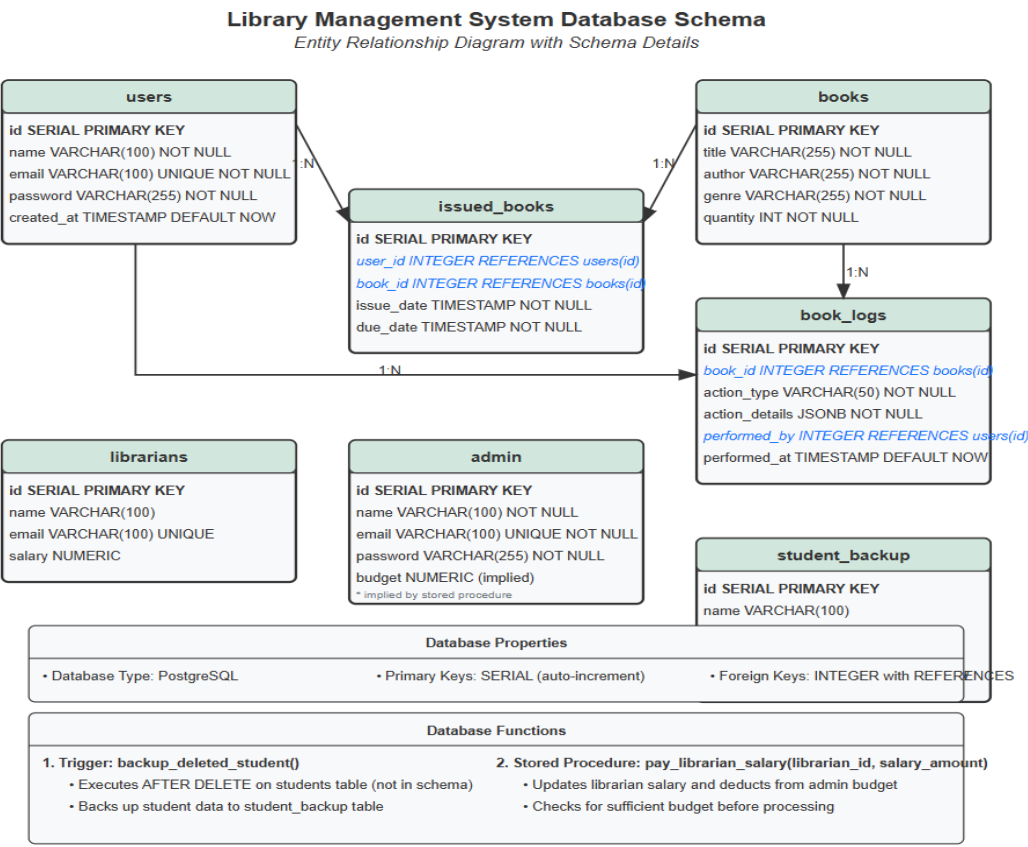 Library Management System Database Schema
Entity Relationship Diagram with Schema Details
users
id SERIAL PRIMARY KEY
name VARCHAR(100) NOT NULL
email VARCHAR(100) UNIQUE NOT NULL
password VARCHAR(255) NOT NULL
created_at TIMESTAMP DEFAULT NOW
1:N
issued_books
id SERIAL PRIMARY KEY
user_id INTEGER REFERENCES users(id)
book_id INTEGER REFERENCES books(id)
issue_date TIMESTAMP NOT NULL
due_date TIMESTAMP NOT NULL
1:N
books
id SERIAL PRIMARY KEY
title VARCHAR(255) NOT NULL
author VARCHAR(255) NOT NULL
genre VARCHAR(255) NOT NULL
quantity INT NOT NULL
1:N
book_logs
id SERIAL PRIMARY KEY
book_id INTEGER REFERENCES books(id)
action_type VARCHAR(50) NOT NULL
action_details JSONB NOT NULL
performed_by INTEGER REFERENCES users(id)
performed_at TIMESTAMP DEFAULT NOW
1:N
librarians
id SERIAL PRIMARY KEY
name VARCHAR(100)
email VARCHAR(100) UNIQUE
salary NUMERIC
admin
id SERIAL PRIMARY KEY
name VARCHAR(100) NOT NULL
email VARCHAR(100) UNIQUE NOT NULL
password VARCHAR(255) NOT NULL
budget NUMERIC (implied)
* implied by stored procedure
student_backup
id SERIAL PRIMARY KEY
name VARCHAR(100)
Database Properties
• Database Type: PostgreSQL
• Primary Keys: SERIAL (auto-increment)
• Foreign Keys: INTEGER with REFERENCES
Database Functions
1. Trigger: backup_deleted_student()
• Executes AFTER DELETE on students table (not in schema)
• Backs up student data to student_backup table
2. Stored Procedure: pay_librarian_salary(librarian_id, salary_amount)
• Updates librarian salary and deducts from admin budget
• Checks for sufficient budget before processing